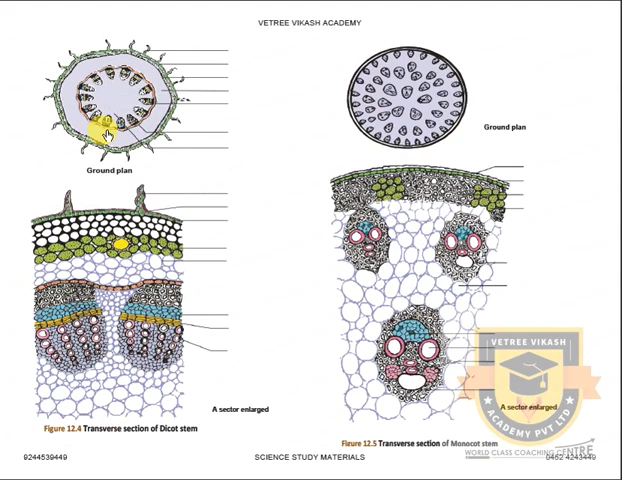 VETREE VIKASH ACADEMY
Ground plan
Ground plan
A sector enlarged
Figure 12.4 Transverse section of Dicot stem
VETREE VIKASH
ACADEMY PVT LTD
A sector enlarged
Figure 12.5 Transverse section of Monocot stem
WORLD CLASS COACHING CENTRE
9244539449
SCIENCE STUDY MATERIALS
0452 4243449